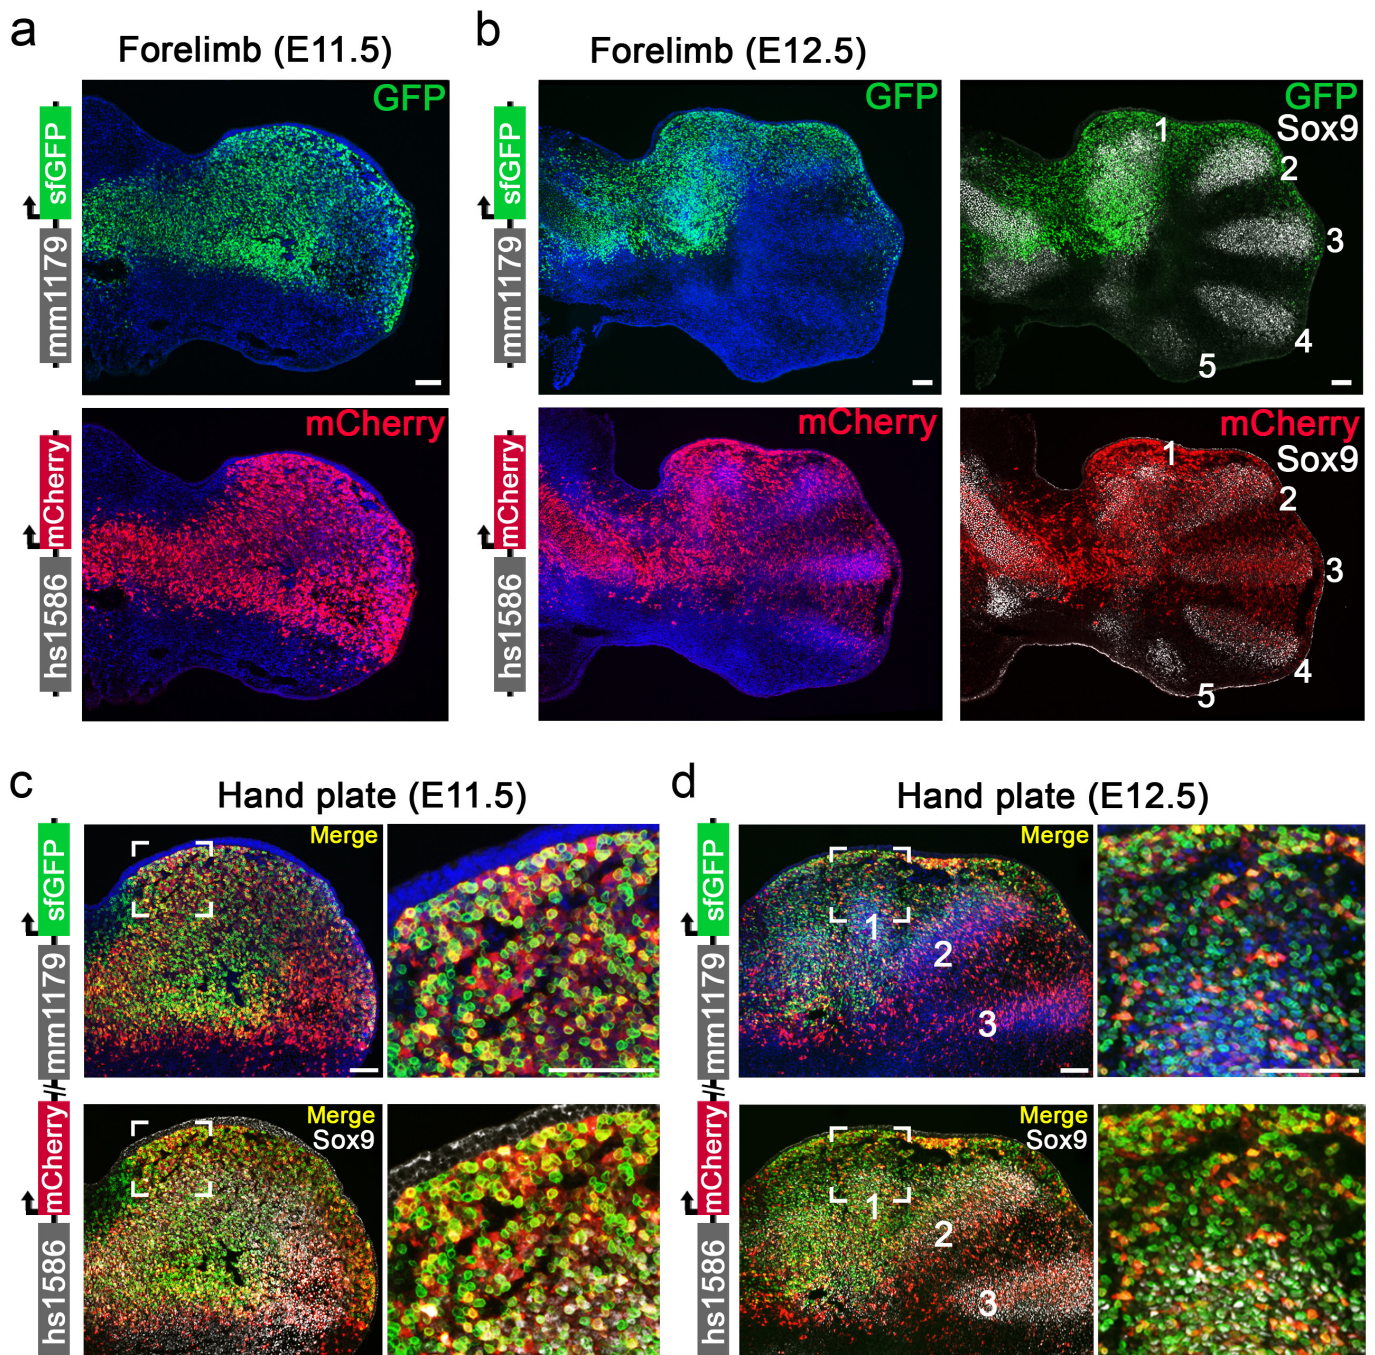 a
Forelimb (E11.5)
b
Forelimb (E12.5)
sfGFP
mm1179
GFP
sfGFP
mm1179
GFP
GFP
Sox9
1
2
3
4
5
mCherry
hs1586
mCherry
mCherry
hs1586
mCherry
mCherry
Sox9
1
2
3
4
5
c
Hand plate (E11.5)
d
Hand plate (E12.5)
sfGFP
mm1179
//
mCherry
hs1586
Merge
Merge
Sox9
sfGFP
mm1179
//
mCherry
hs1586
Merge
1
2
3
Merge
Sox9
1
2
3